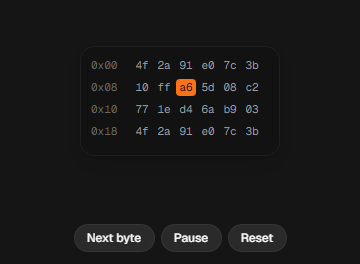 0x00 4f 2a 91 e0 7c 3b
0x08 10 ff a6 5d 08 c2
0x10 77 1e d4 6a b9 03
0x18 4f 2a 91 e0 7c 3b
Next byte Pause Reset